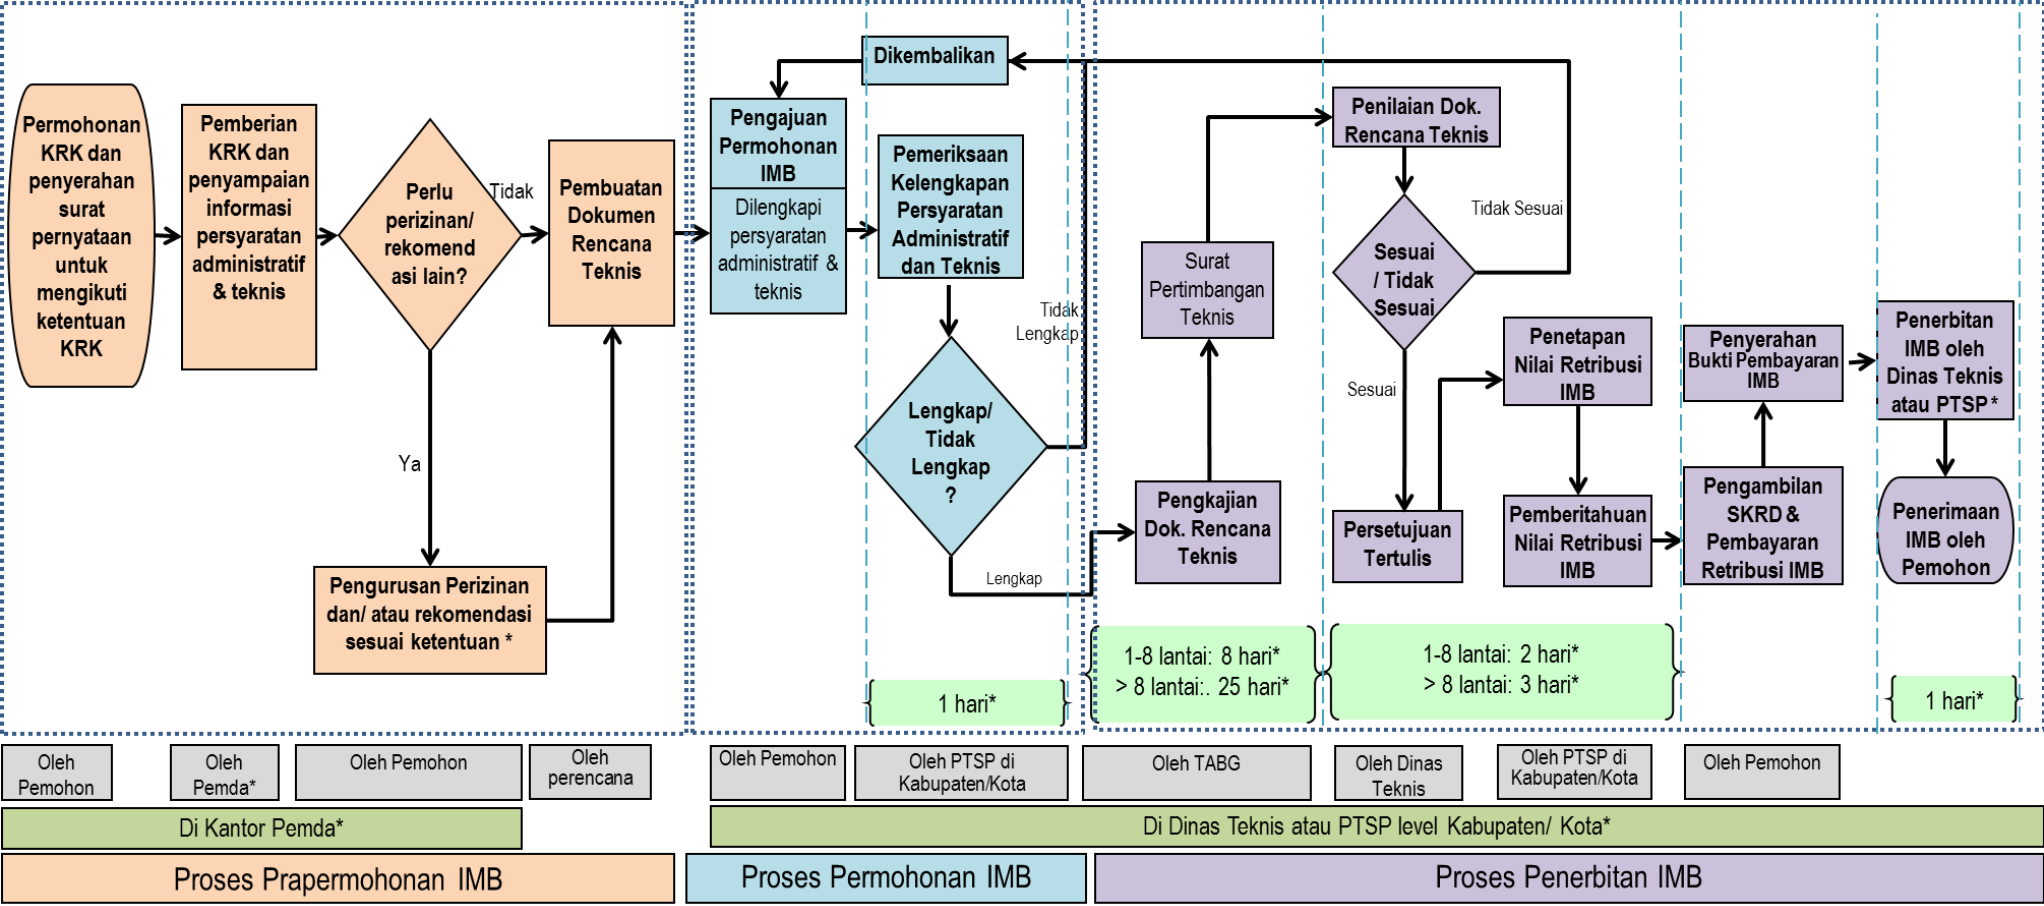 Permohonan
KRK dan
penyerahan
surat
pernyataan
untuk
mengikuti
ketentuan
KRK
Pemberian
KRK dan
penyampaian
informasi
persyaratan
administratif
& teknis
Perlu
perizinan/
rekomend
asi lain?
Tidak
Ya
Pengurusan Perizinan
dan/ atau rekomendasi
sesuai ketentuan *
Pembuatan
Dokumen
Rencana
Teknis
Dikembalikan
Pengajuan
Permohonan
IMB
Dilengkapi
persyaratan
administratif &
teknis
Pemeriksaan
Kelengkapan
Persyaratan
Administratif
dan Teknis
Lengkap/
Tidak
Lengkap
?
Tidak
Lengkap
Lengkap
1 hari*
Pengkajian
Dok. Rencana
Teknis
Surat
Pertimbangan
Teknis
1-8 lantai: 8 hari*
> 8 lantai:. 25 hari*
Penilaian Dok.
Rencana Teknis
Sesuai
/ Tidak
Sesuai
Tidak Sesuai
Sesuai
Persetujuan
Tertulis
Penetapan
Nilai Retribusi
IMB
Pemberitahuan
Nilai Retribusi
IMB
1-8 lantai: 2 hari*
> 8 lantai: 3 hari*
Pengambilan
SKRD &
Pembayaran
Retribusi IMB
Penyerahan
Bukti Pembayaran
IMB
Penerbitan
IMB oleh
Dinas Teknis
atau PTSP *
Penerimaan
IMB oleh
Pemohon
1 hari*
Oleh
Pemohon
Oleh
Pemda*
Oleh Pemohon
Oleh
perencana
Oleh Pemohon
Oleh PTSP di
Kabupaten/Kota
Oleh TABG
Oleh Dinas
Teknis
Oleh PTSP di
Kabupaten/Kota
Oleh Pemohon
Di Kantor Pemda*
Di Dinas Teknis atau PTSP level Kabupaten/ Kota*
Proses Prapermohonan IMB
Proses Permohonan IMB
Proses Penerbitan IMB